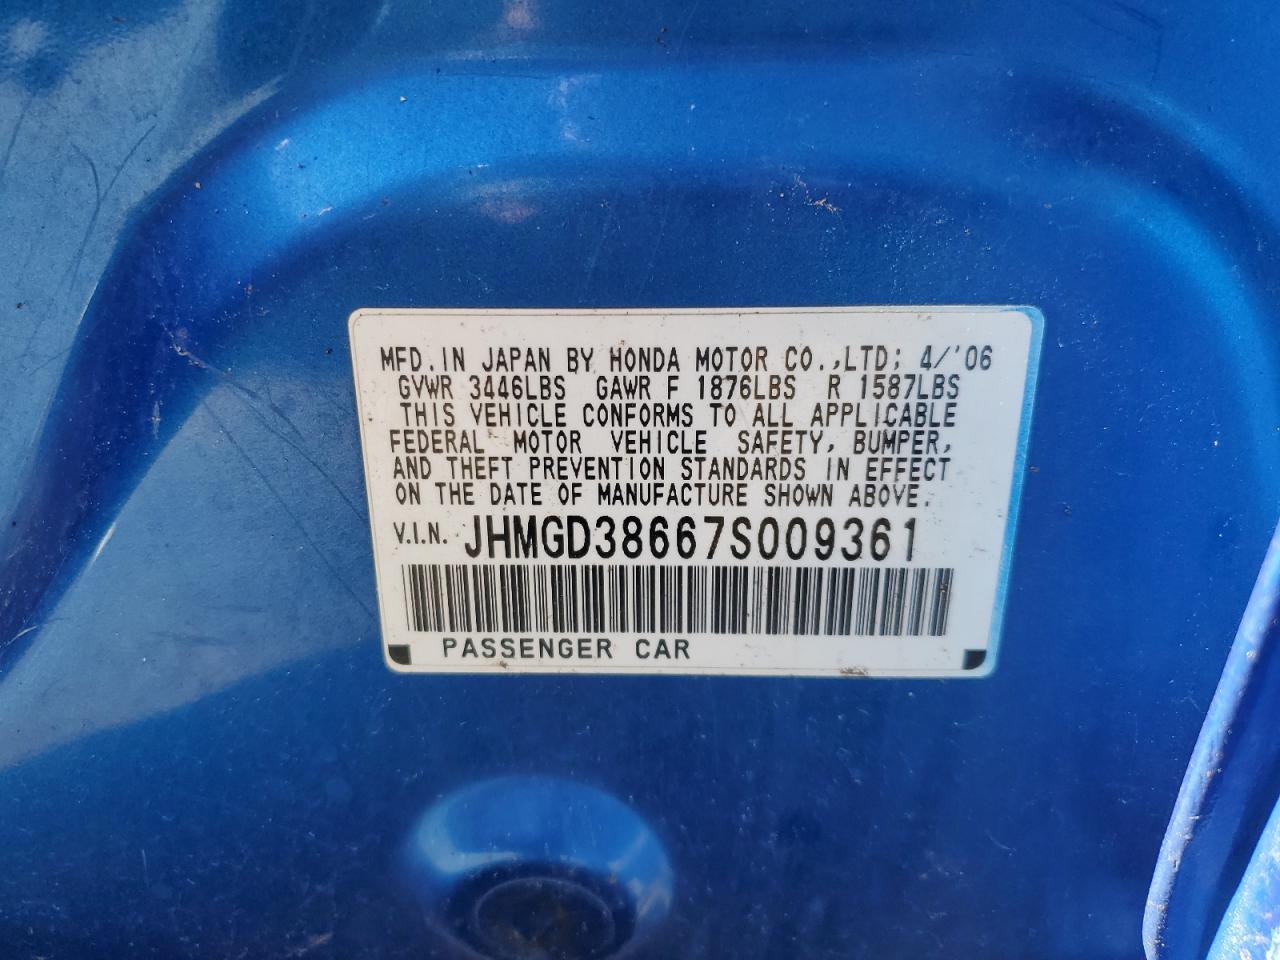 MFD. IN JAPAN BY HONDA MOTOR CO.,LTD; 4/'06
GVWR 3446LBS GAWR F 1876LBS R 1587LBS
THIS VEHICLE CONFORMS TO ALL APPLICABLE
FEDERAL MOTOR VEHICLE SAFETY, BUMPER,
AND THEFT PREVENTION STANDARDS IN EFFECT
ON THE DATE OF MANUFACTURE SHOWN ABOVE.
V.I.N. JHMGD38667S009361
PASSENGER CAR